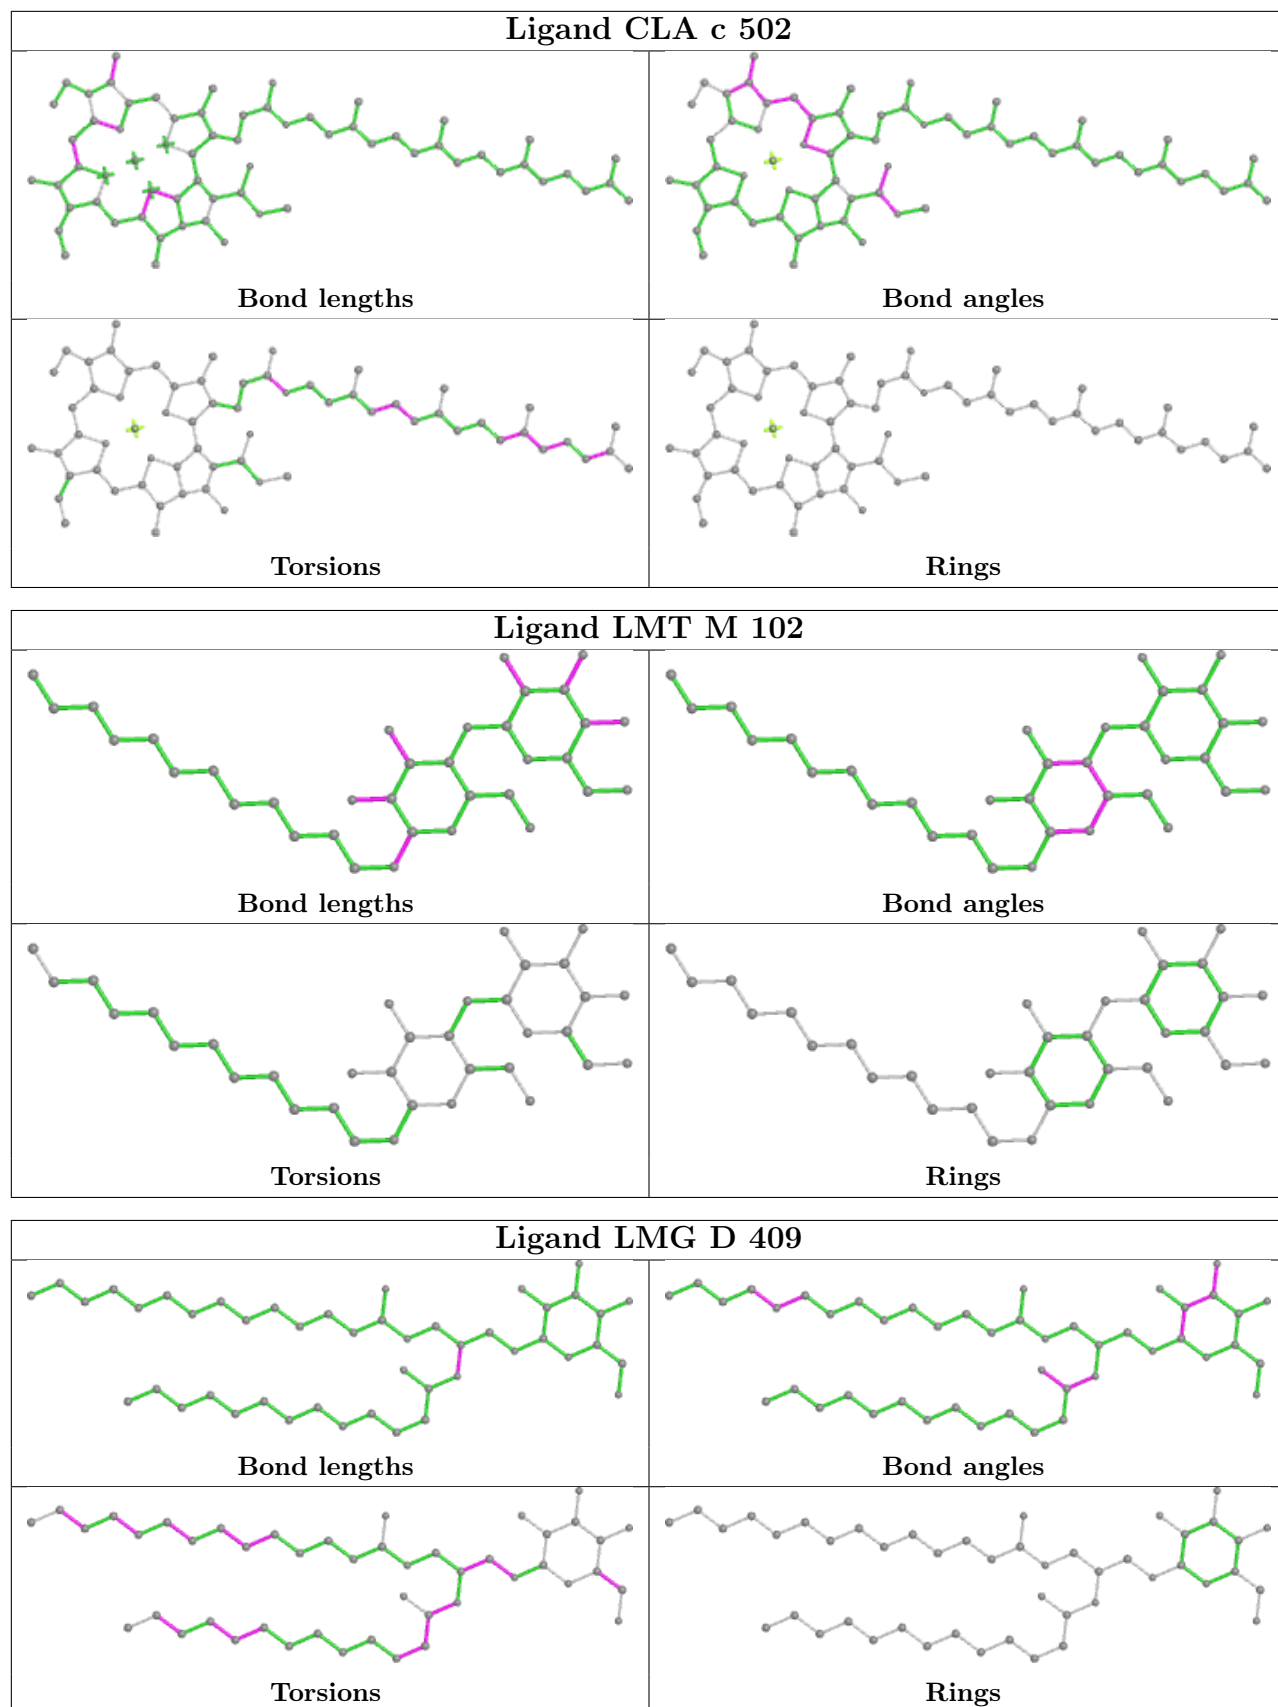 Ligand CLA c 502
Bond lengths
Bond angles
Torsions
Rings
Ligand LMT M 102
Bond lengths
Bond angles
Torsions
Rings
Ligand LMG D 409
Bond lengths
Bond angles
Torsions
Rings